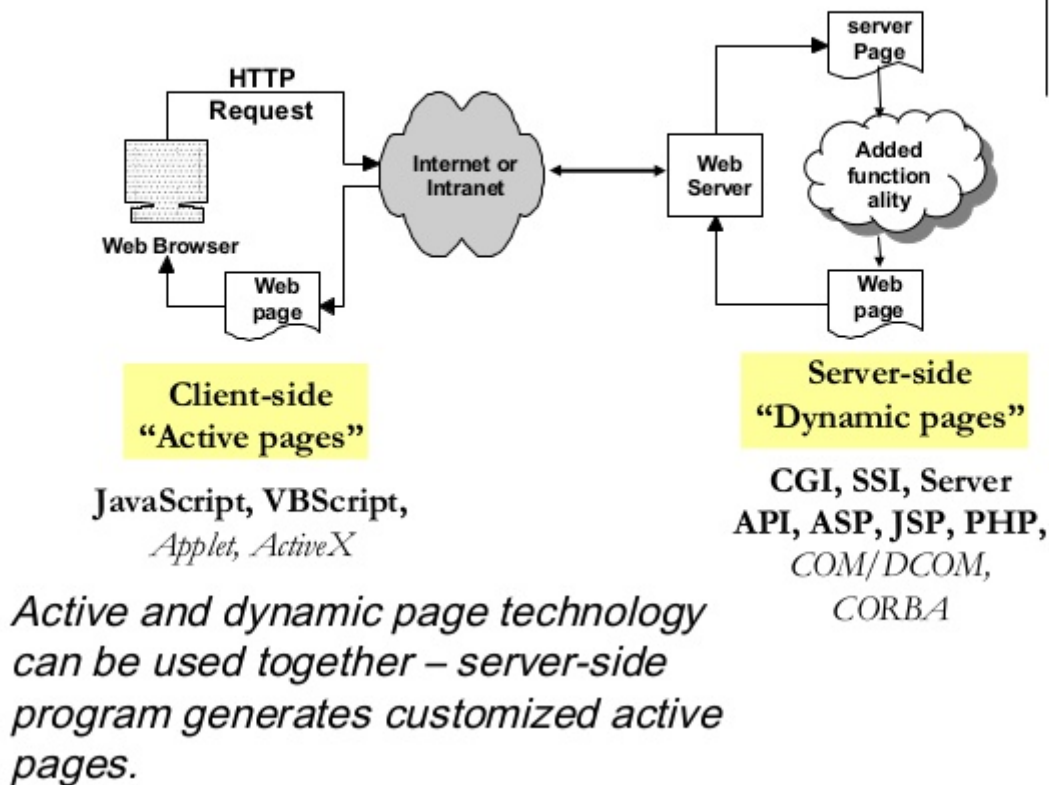 HTTP
Request
Web Browser
Web
page
Internet or
Intranet
Web
Server
server
Page
Added
function
ality
Web
page
Client-side
“Active pages”
JavaScript, VBScript,
Applet, ActiveX
Server-side
“Dynamic pages”
CGI, SSI, Server
API, ASP, JSP, PHP,
COM/DCOM,
CORBA
Active and dynamic page technology
can be used together – server-side
program generates customized active
pages.